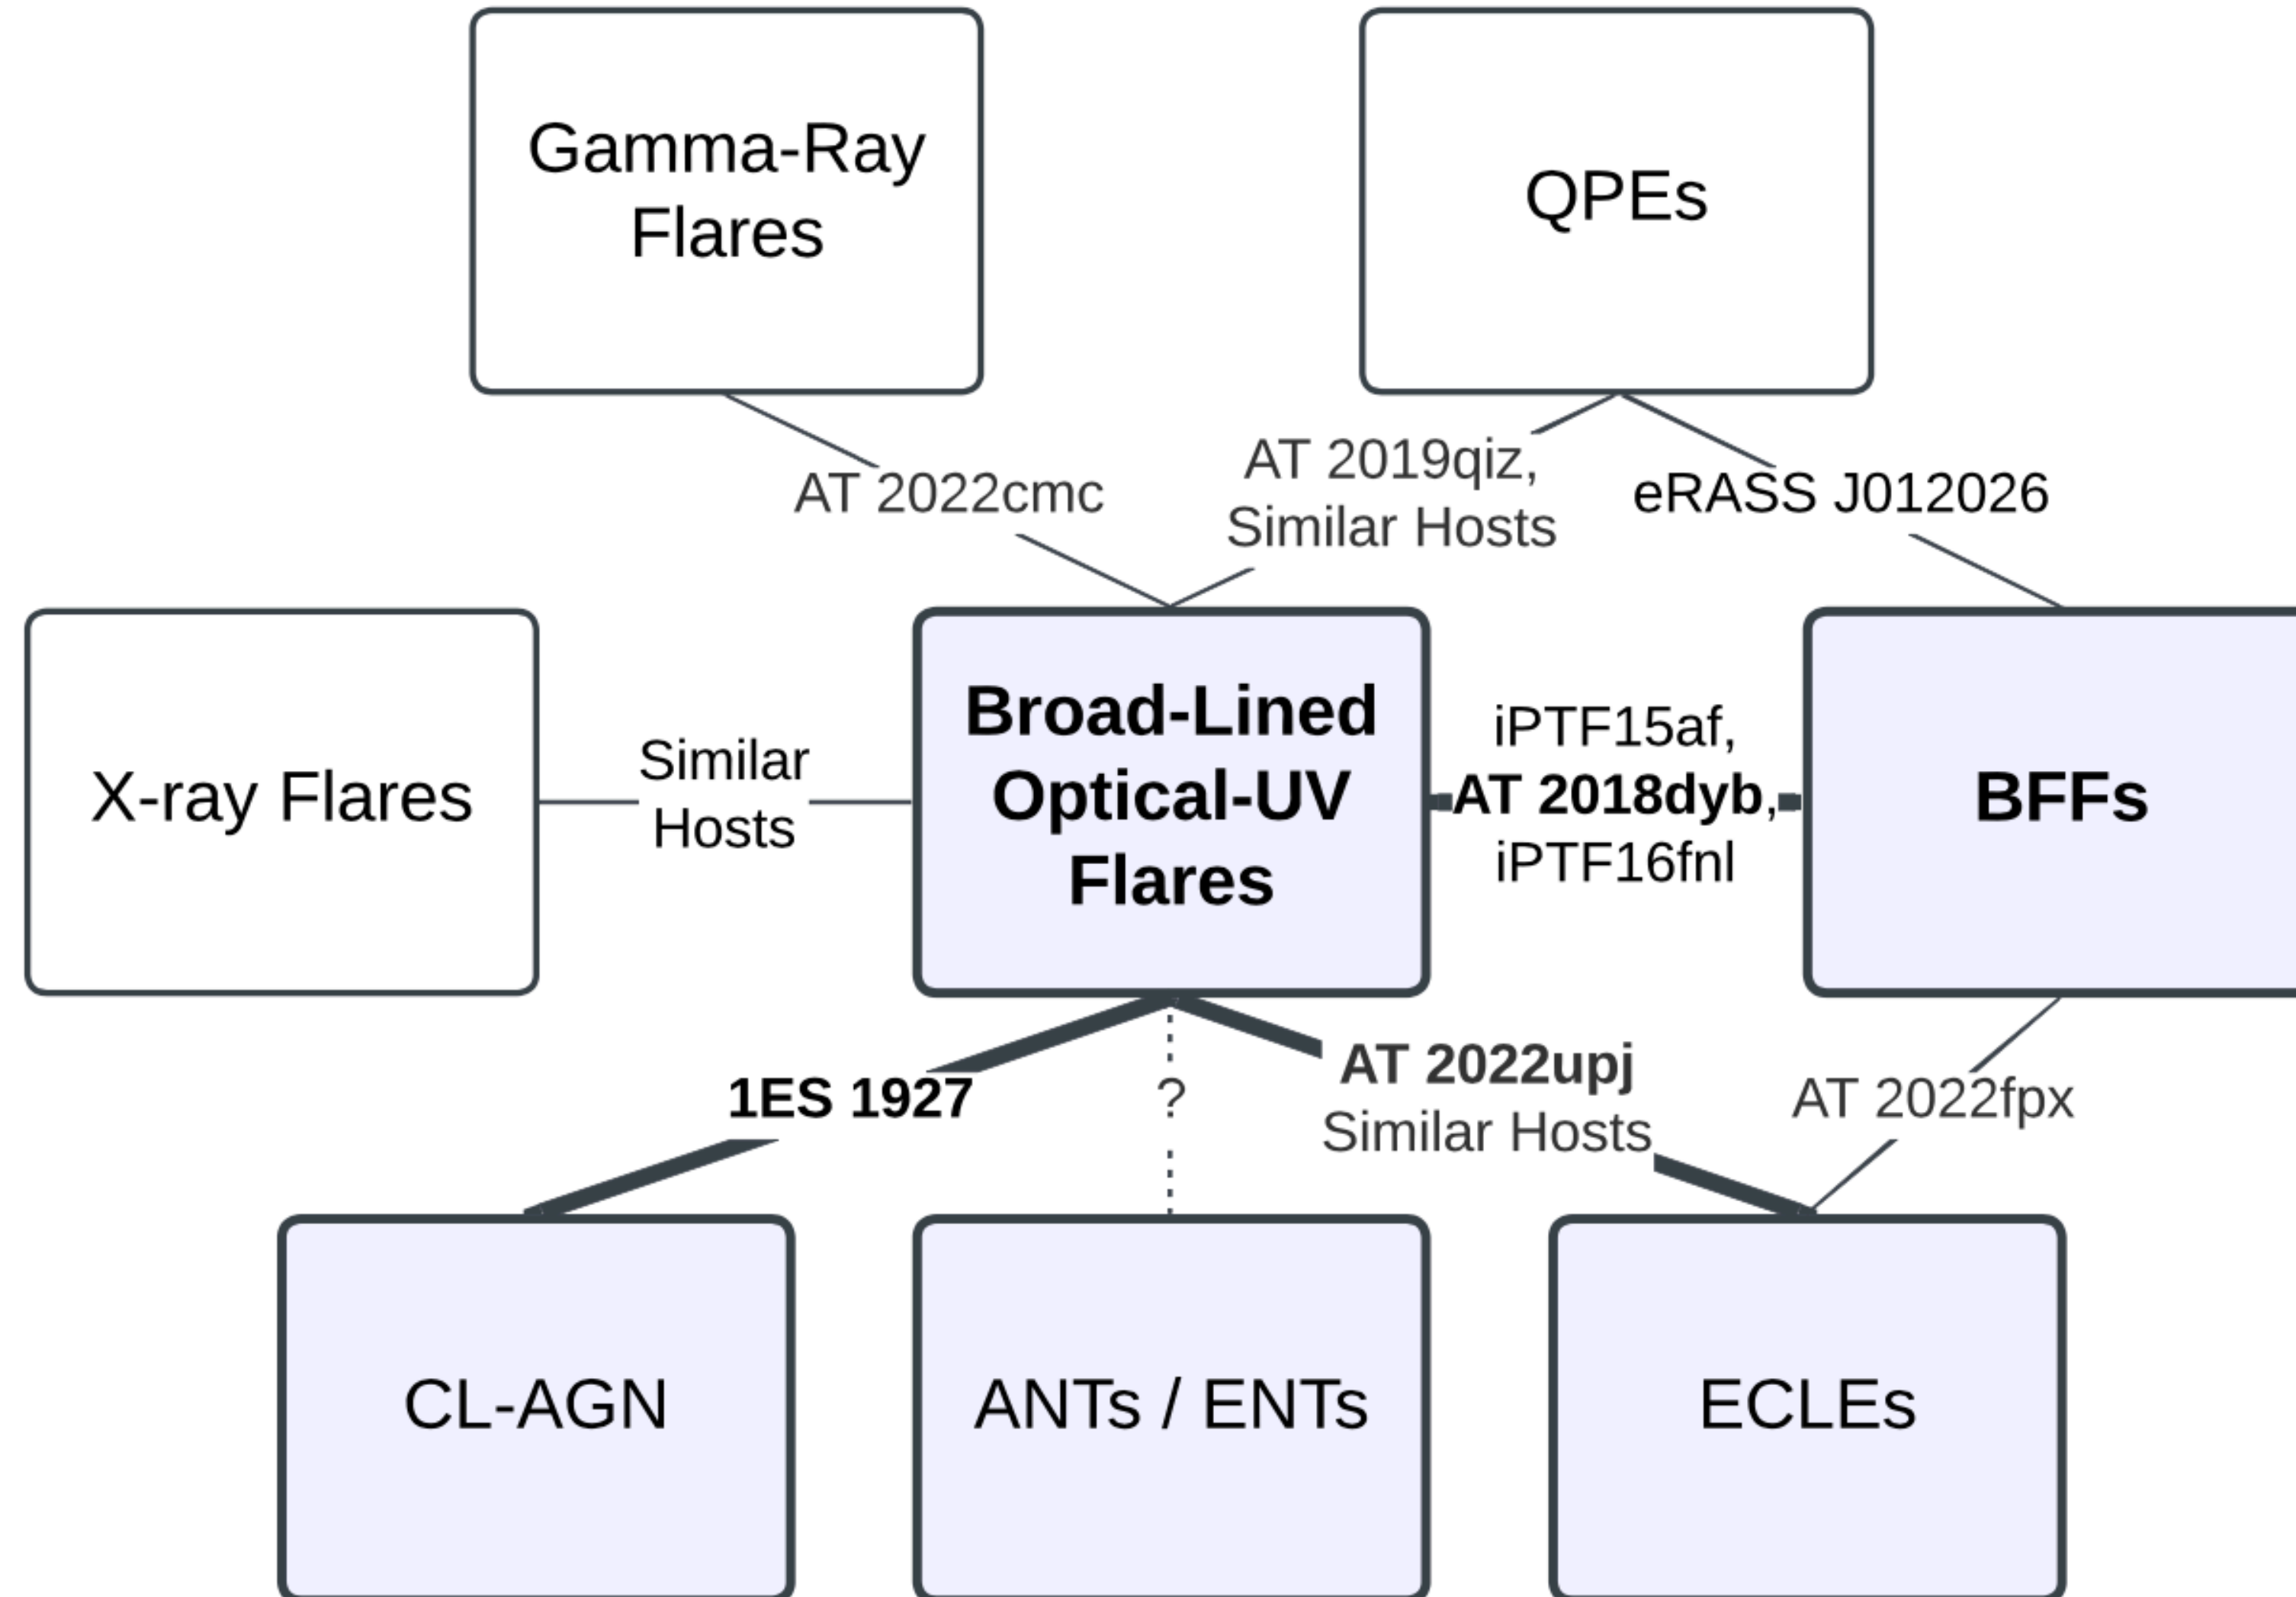 Gamma-Ray
Flares
QPEs
AT 2022cmc
AT 2019qiz,
Similar Hosts
eRASS J012026
X-ray Flares
Similar
Hosts
Broad-Lined
Optical-UV
Flares
iPTF15af,
AT 2018dyb,
iPTF16fnl
BFFs
1ES 1927
?
AT 2022upj
Similar Hosts
AT 2022fpx
CL-AGN
ANTs / ENTs
ECLEs